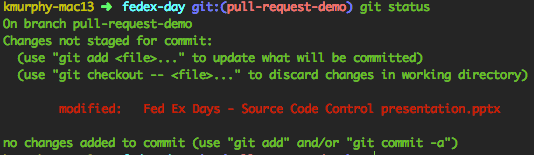 kmurphy-mac13 ➜ fedex-day git:(pull-request-demo) git status
On branch pull-request-demo
Changes not staged for commit:
  (use "git add <file>..." to update what will be committed)
  (use "git checkout -- <file>..." to discard changes in working directory)
        modified:   Fed Ex Days - Source Code Control presentation.pptx
no changes added to commit (use "git add" and/or "git commit -a")